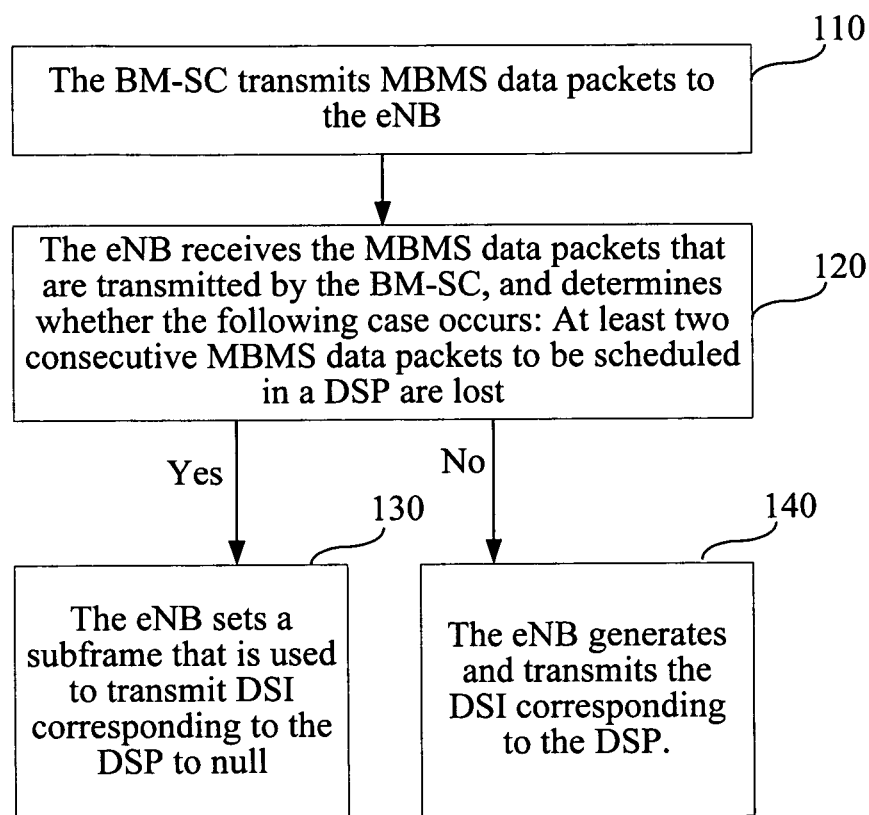 110
The BM-SC transmits MBMS data packets to
the eNB
The eNB receives the MBMS data packets that
are transmitted by the BM-SC, and determines
whether the following case occurs: At least two
consecutive MBMS data packets to be scheduled
in a DSP are lost
120
Yes
No
130
140
The eNB sets a
subframe that is used
to transmit DSI
corresponding to the
DSP to null
The eNB generates
and transmits the
DSI corresponding
to the DSP.